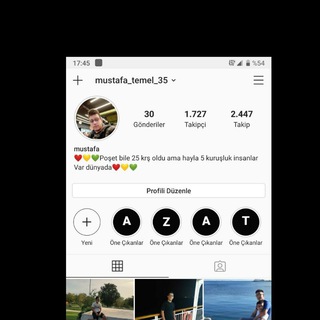 17:45 %54
mustafa_temel_35
30 1.727 2.447
Gönderiler Takipçi Takip
mustafa
❤️💛💚Poşet bile 25 krş oldu ama hayla 5 kuruşluk insanlar
Var dünyada❤️💛💚
Profili Düzenle
A Z A T
Yeni Öne Çıkanlar Öne Çıkanlar Öne Çıkanlar Öne Çıkanlar